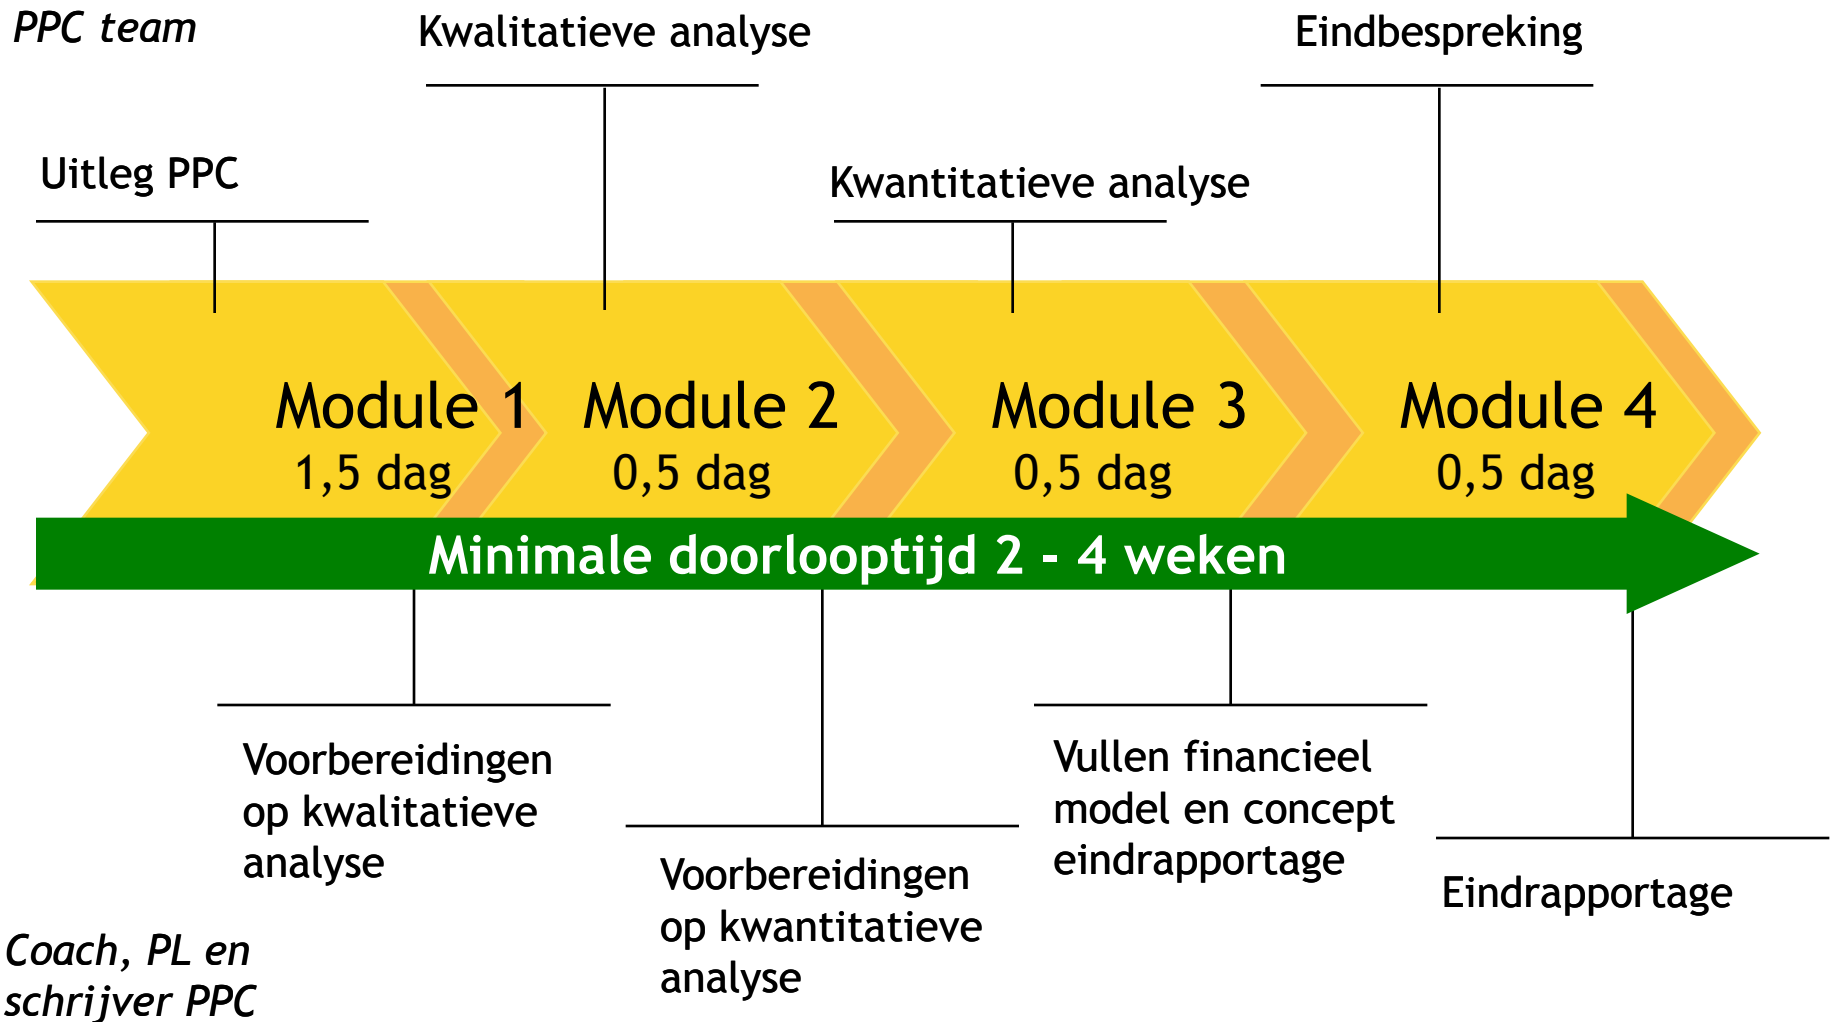 PPC team
Kwalitatieve analyse
Eindbespreking
Uitleg PPC
Kwantitatieve analyse
Module 1
1,5 dag
Module 2
0,5 dag
Module 3
0,5 dag
Module 4
0,5 dag
Minimale doorlooptijd 2 - 4 weken
Voorbereidingen
op kwalitatieve
analyse
Voorbereidingen
op kwantitatieve
analyse
Vullen financieel
model en concept
eindrapportage
Eindrapportage
Coach, PL en
schrijver PPC